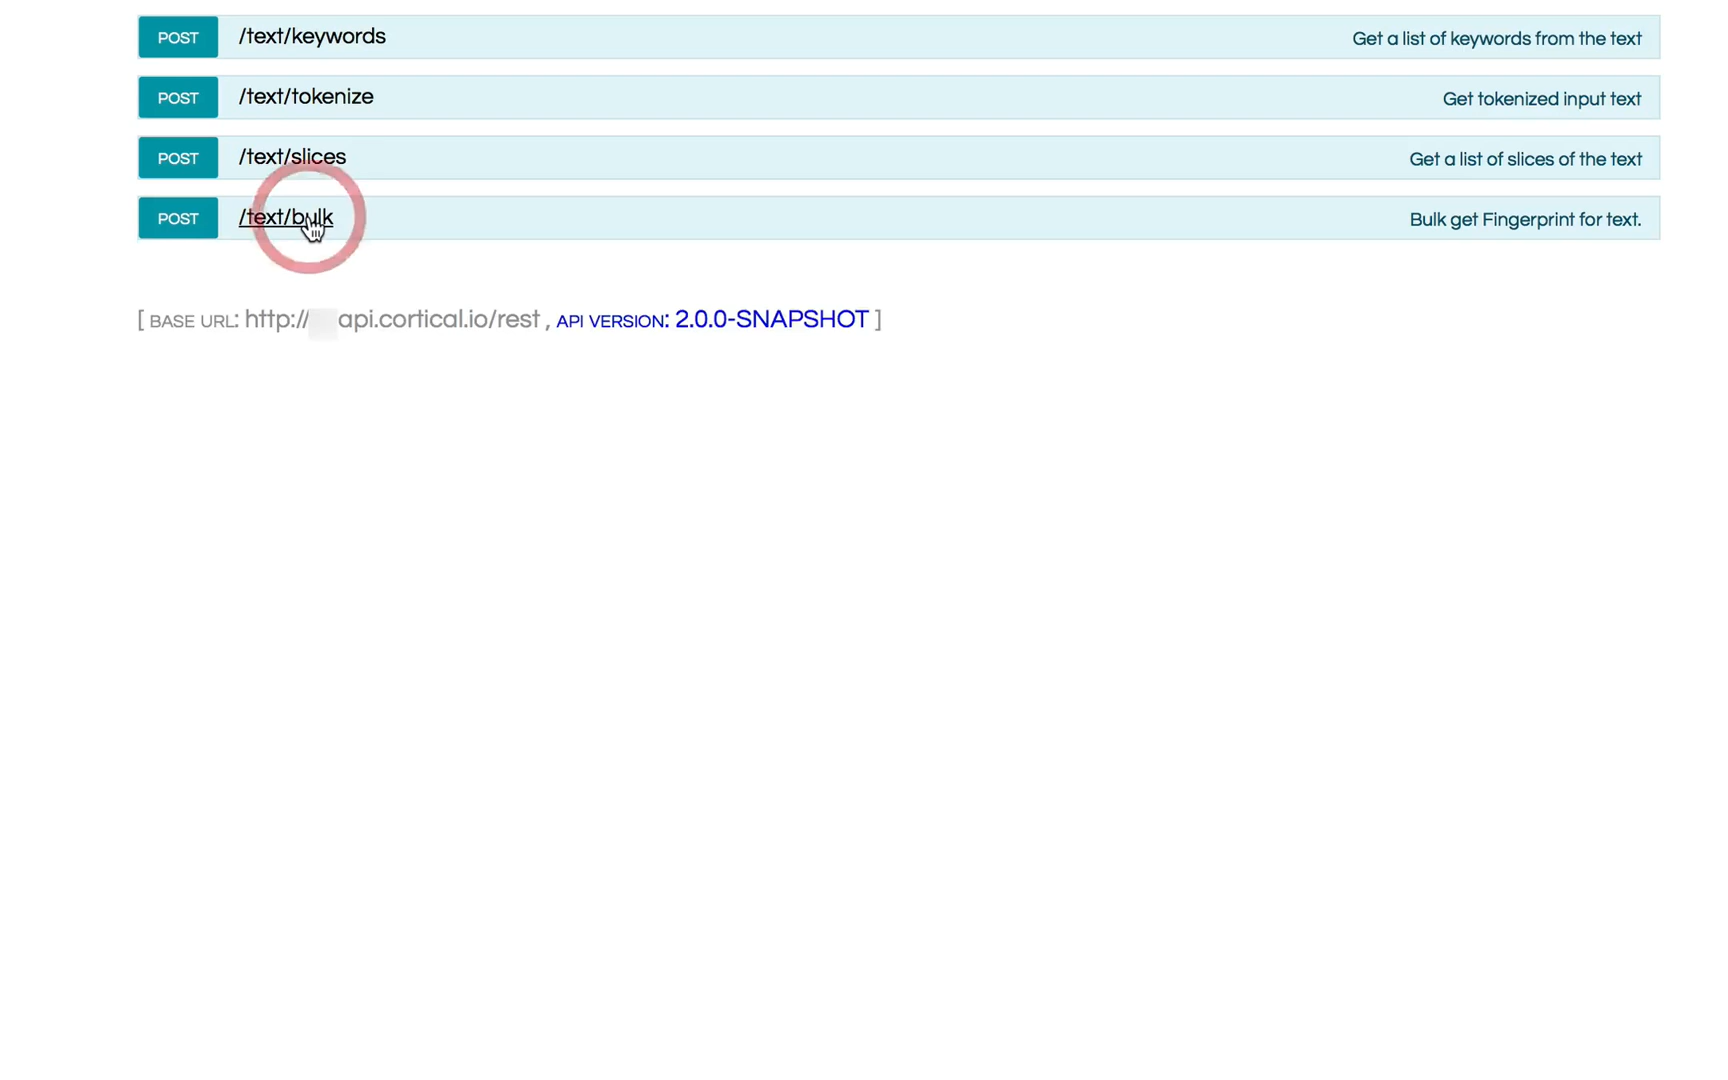 POST /text/keywords Get a list of keywords from the text
POST /text/tokenize Get tokenized input text
POST /text/slices Get a list of slices of the text
POST /text/bulk Bulk get Fingerprint for text.
[ BASE URL: http:// api.cortical.io/rest , API VERSION: 2.0.0-SNAPSHOT ]